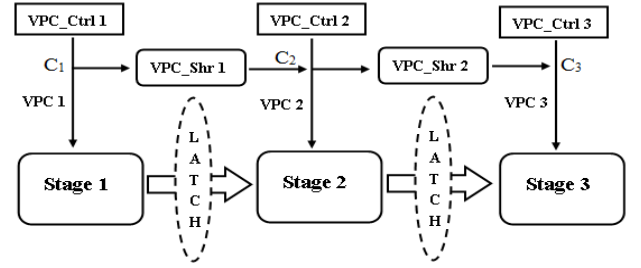 VPC_Ctrl 1
VPC_Ctrl 2
VPC_Ctrl 3
C1
VPC_Shr 1
C2
VPC_Shr 2
C3
VPC 1
VPC 2
VPC 3
L
A
T
C
H
L
A
T
C
H
Stage 1
Stage 2
Stage 3